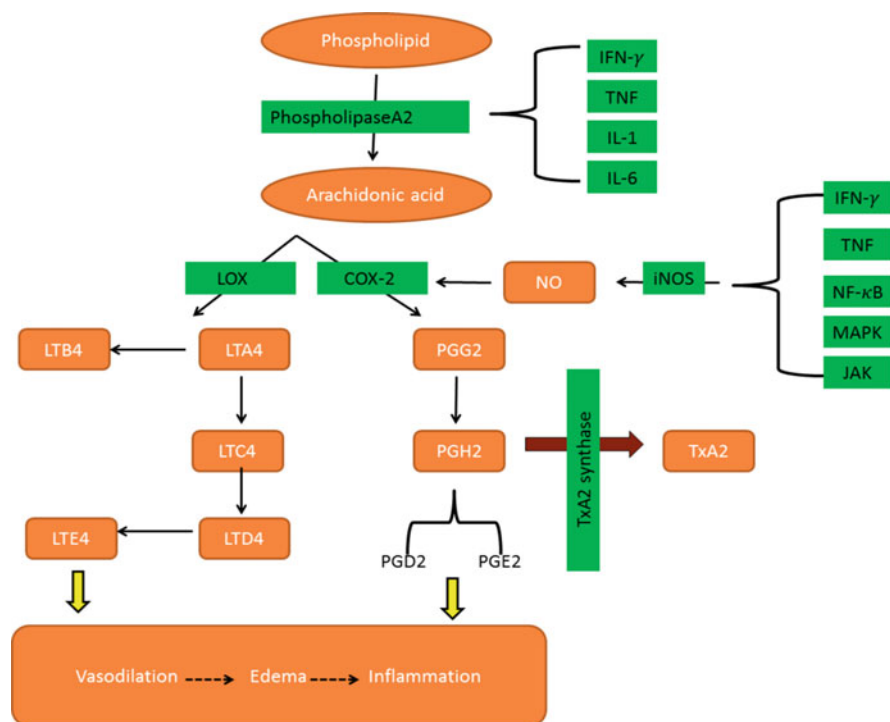 Phospholipid
IFN-γ
TNF
IL-1
IL-6
PhospholipaseA2
Arachidonic acid
IFN-γ
TNF
NF-κB
MAPK
JAK
LOX
COX-2
NO
iNOS
LTB4
LTA4
PGG2
LTC4
PGH2
TxA2 synthase
TxA2
LTE4
LTD4
PGD2
PGE2
Vasodilation
Edema
Inflammation